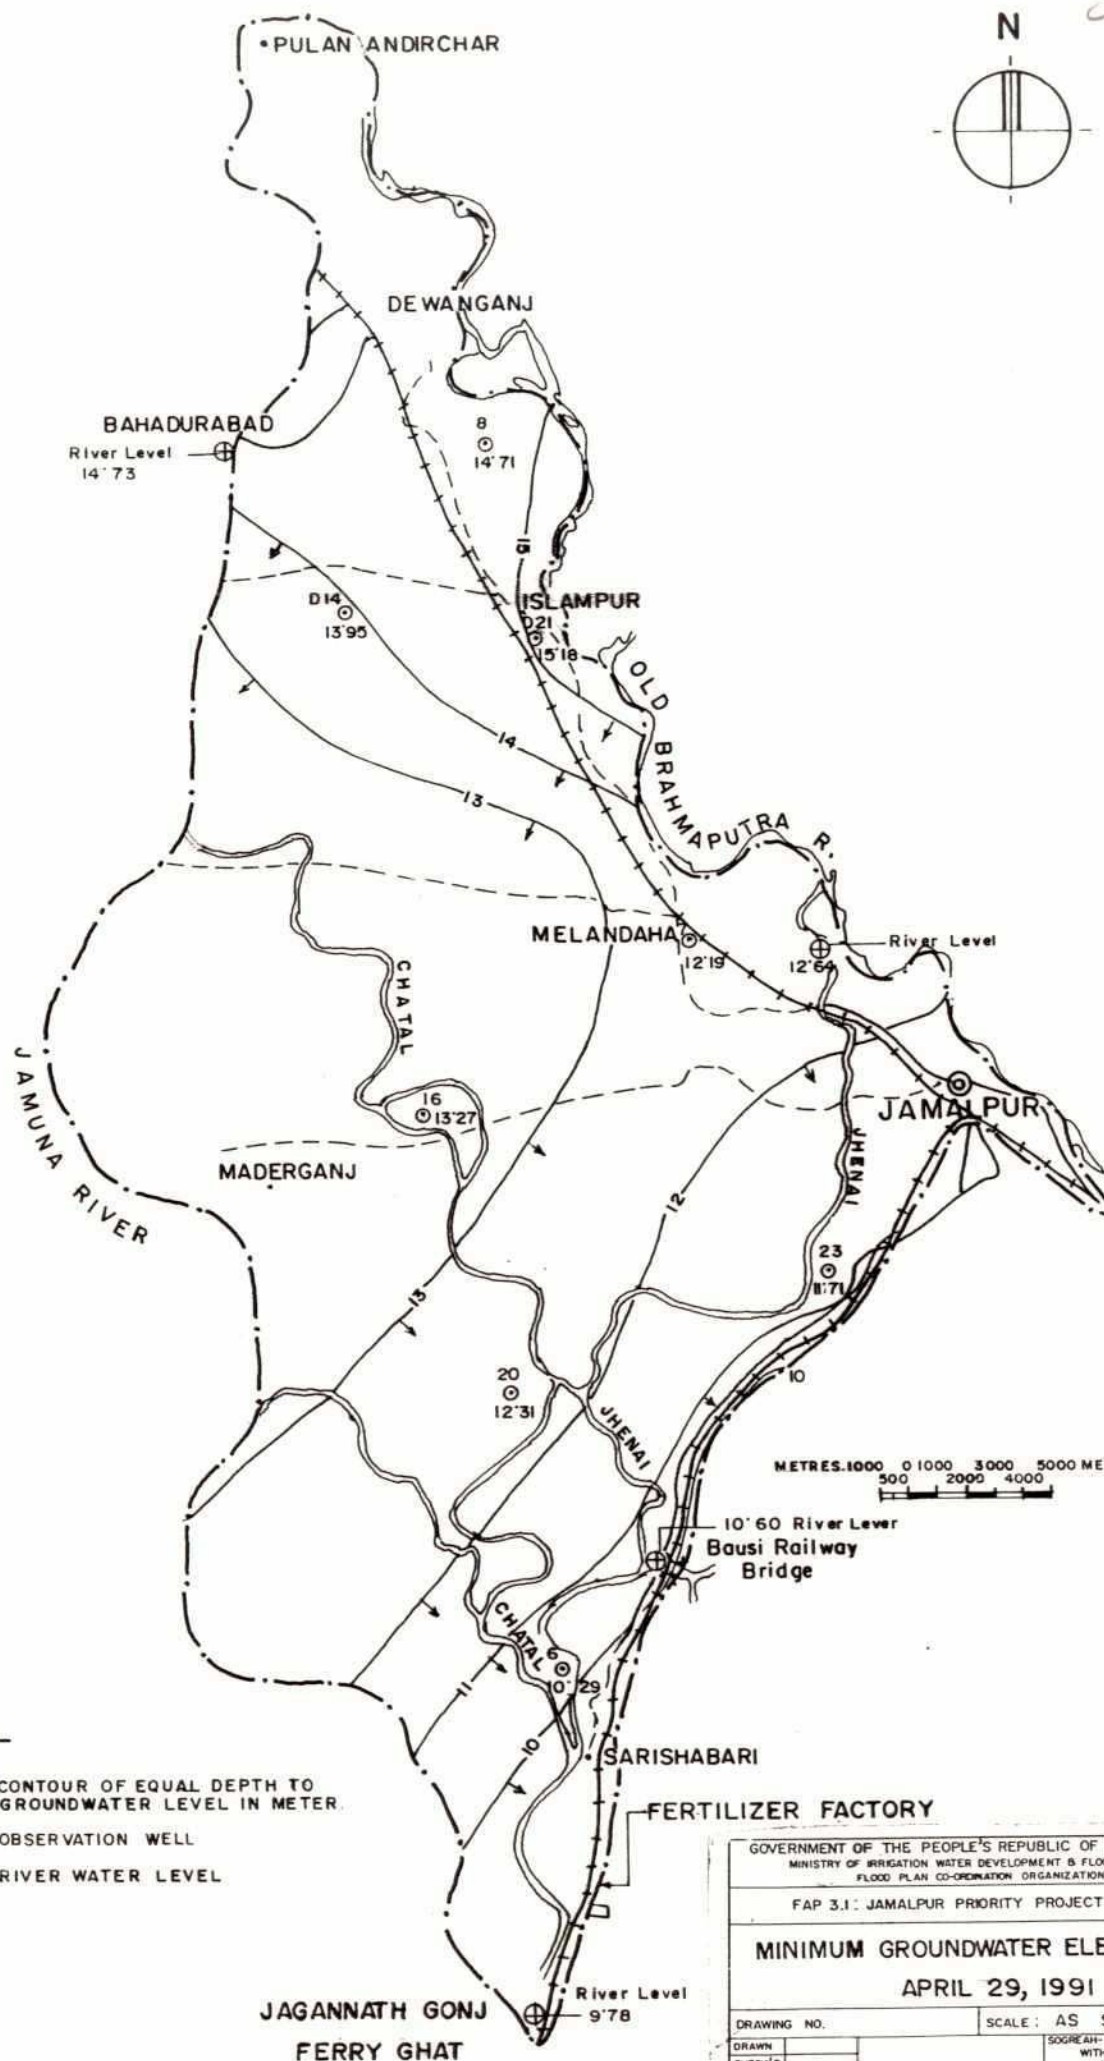 N
PULAN ANDIRCHAR
DEWANGANJ
BAHADURABAD
River Level
14.73
8
14.71
15
D14
13.95
ISLAMPUR
D21
15.18
OLD BRAHMAPUTRA R.
14
13
MELANDAHA
12.19
River Level
12.64
CHATAL
JAMUNA RIVER
16
13.27
JAMALPUR
JHENAI
MADERGANJ
12
23
11.71
13
20
12.31
10
JHENAI
METRES.1000 0 1000 3000 5000 ME
500 2000 4000
10.60 River Lever
Bausi Railway
Bridge
CHATAL
6
10.29
11
10
SARISHABARI
CONTOUR OF EQUAL DEPTH TO
GROUNDWATER LEVEL IN METER.
OBSERVATION WELL
RIVER WATER LEVEL
FERTILIZER FACTORY
GOVERNMENT OF THE PEOPLE'S REPUBLIC OF
MINISTRY OF IRRIGATION WATER DEVELOPMENT & FLO
FLOOD PLAN CO-ORDINATION ORGANIZATION
FAP 3.1: JAMALPUR PRIORITY PROJECT
MINIMUM GROUNDWATER ELE
APRIL 29, 1991
DRAWING NO.
SCALE: AS S
DRAWN
SOGREAH-
WITH
River Level
9.78
JAGANNATH GONJ
FERRY GHAT